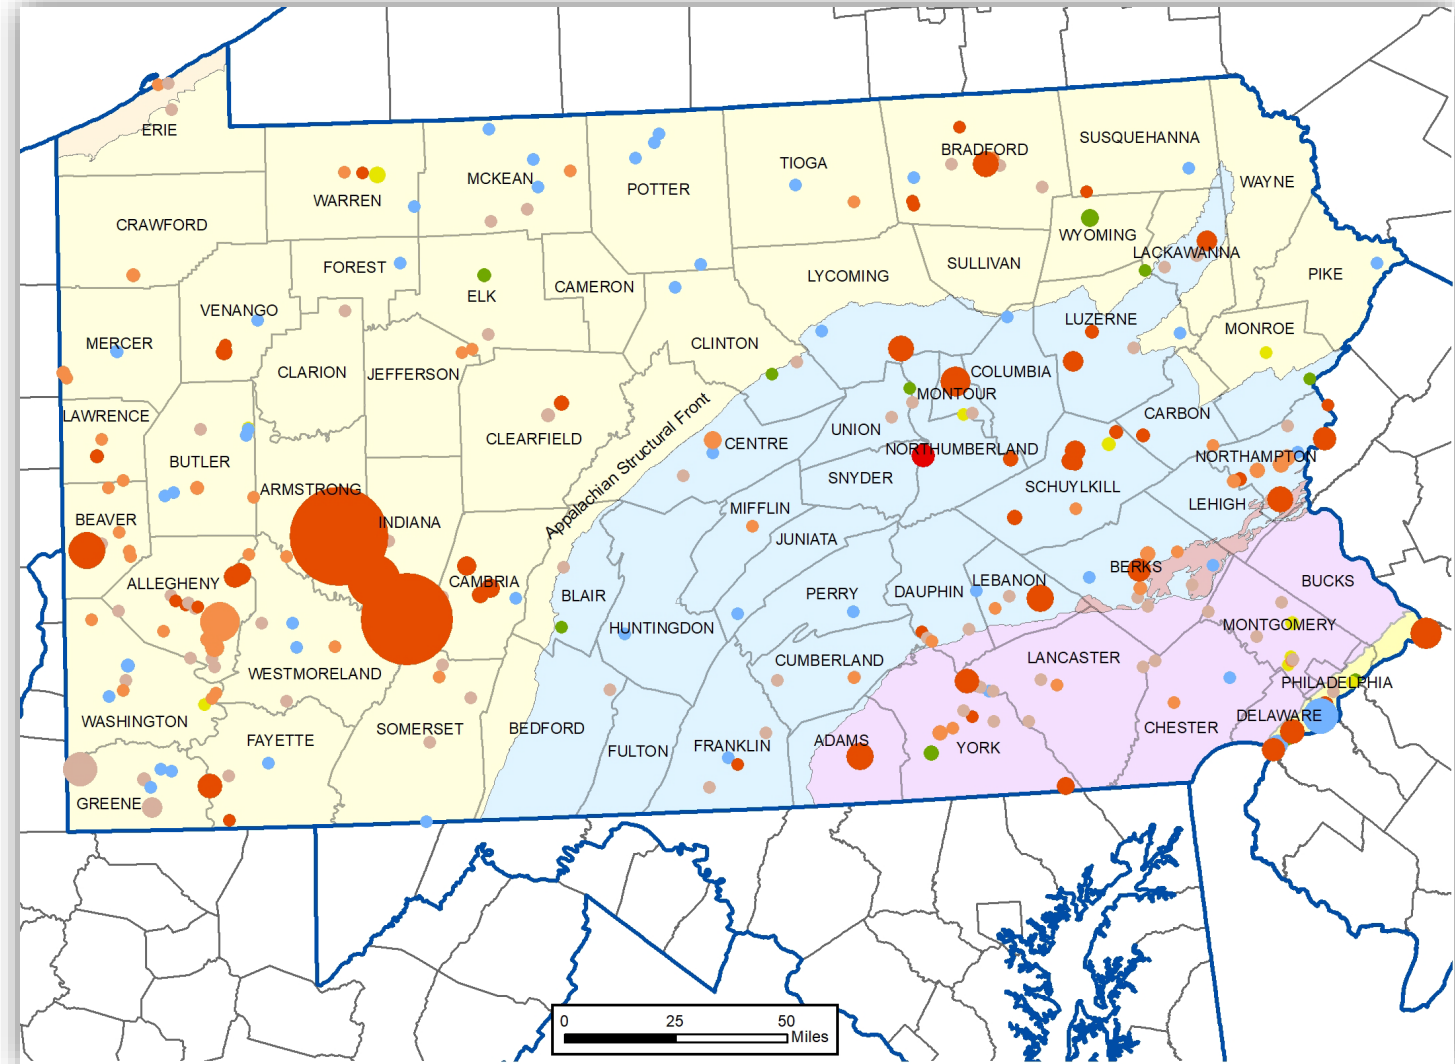 ERIE
SUSQUEHANNA
BRADFORD
TIOGA
WARREN
MCKEAN
POTTER
WAYNE
CRAWFORD
WYOMING
LACKAWANNA
FOREST
SULLIVAN
LYCOMING
PIKE
ELK
CAMERON
VENANGO
LUZERNE
MONROE
MERCER
CLINTON
CLARION
JEFFERSON
COLUMBIA
MONTOUR
LAWRENCE
CARBON
UNION
CLEARFIELD
CENTRE
Appalachian Structural Front
NORTHUMBERLAND
NORTHAMPTON
BUTLER
SNYDER
ARMSTRONG
SCHUYLKILL
LEHIGH
MIFFLIN
BEAVER
INDIANA
JUNIATA
BERKS
ALLEGHENY
CAMBRIA
LEBANON
BUCKS
BLAIR
PERRY
DAUPHIN
HUNTINGDON
MONTGOMERY
CUMBERLAND
LANCASTER
WESTMORELAND
PHILADELPHIA
WASHINGTON
DELAWARE
SOMERSET
BEDFORD
CHESTER
FAYETTE
ADAMS
FRANKLIN
YORK
FULTON
GREENE
0 25 50
Miles